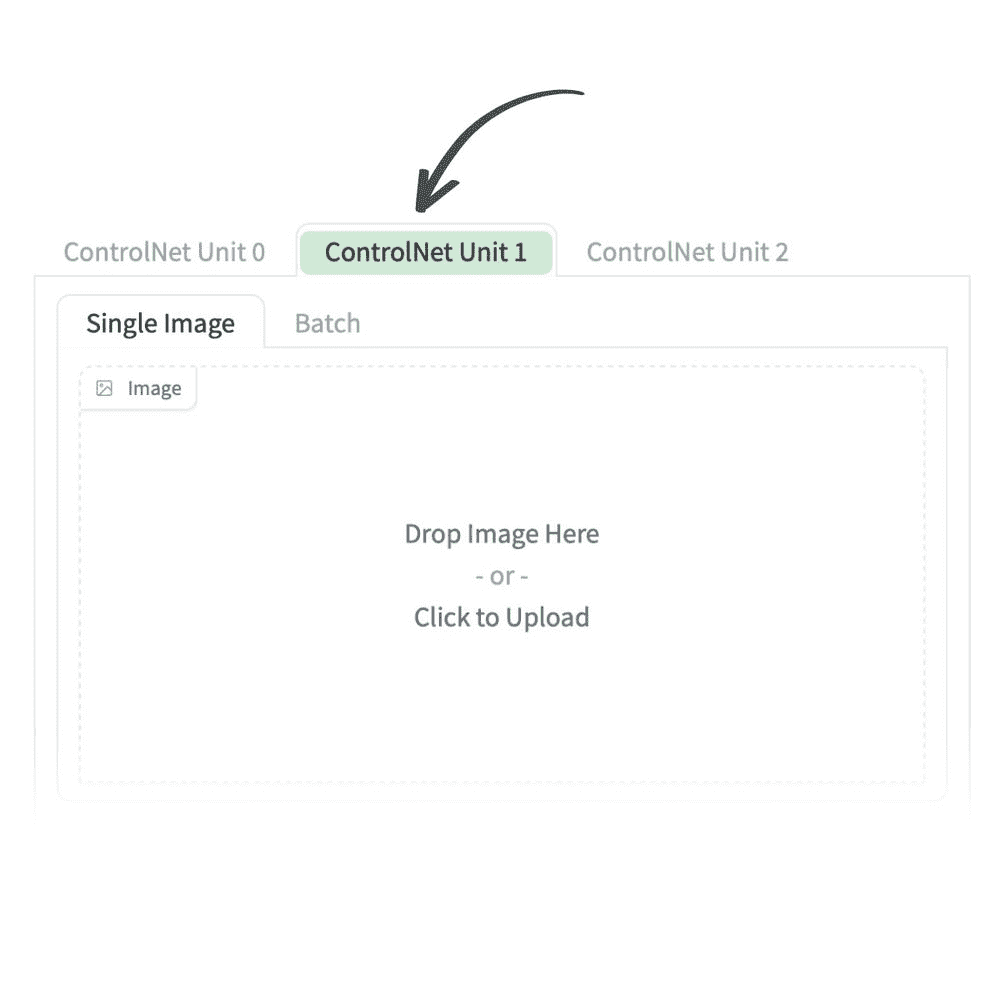 ControlNet Unit 0 ControlNet Unit 1 ControlNet Unit 2
Single Image Batch
Image
Drop Image Here
- or -
Click to Upload